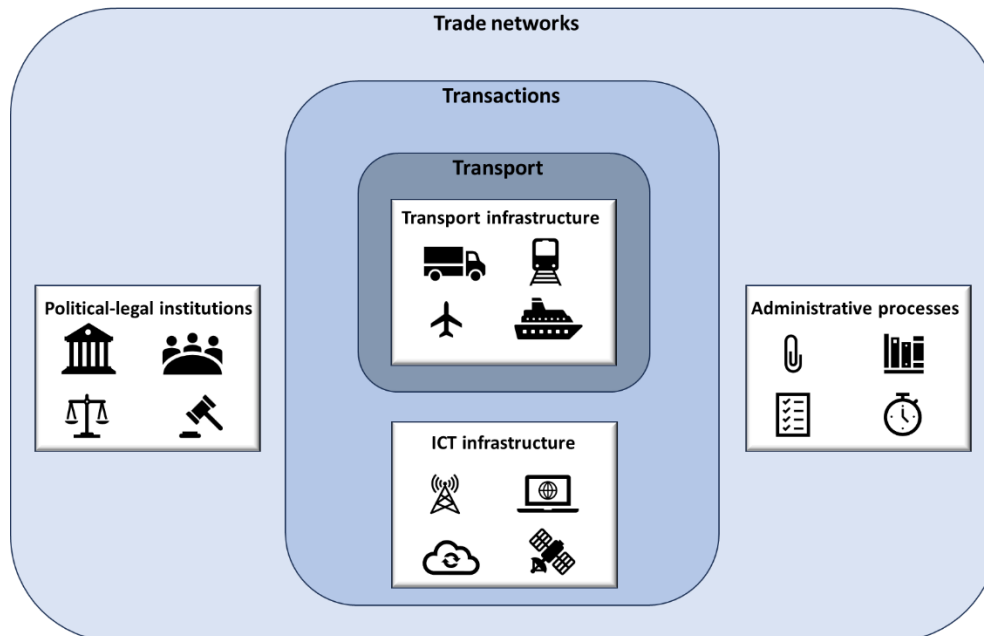 Trade networks
Transactions
Transport
Transport infrastructure
Political-legal institutions
Administrative processes
ICT infrastructure